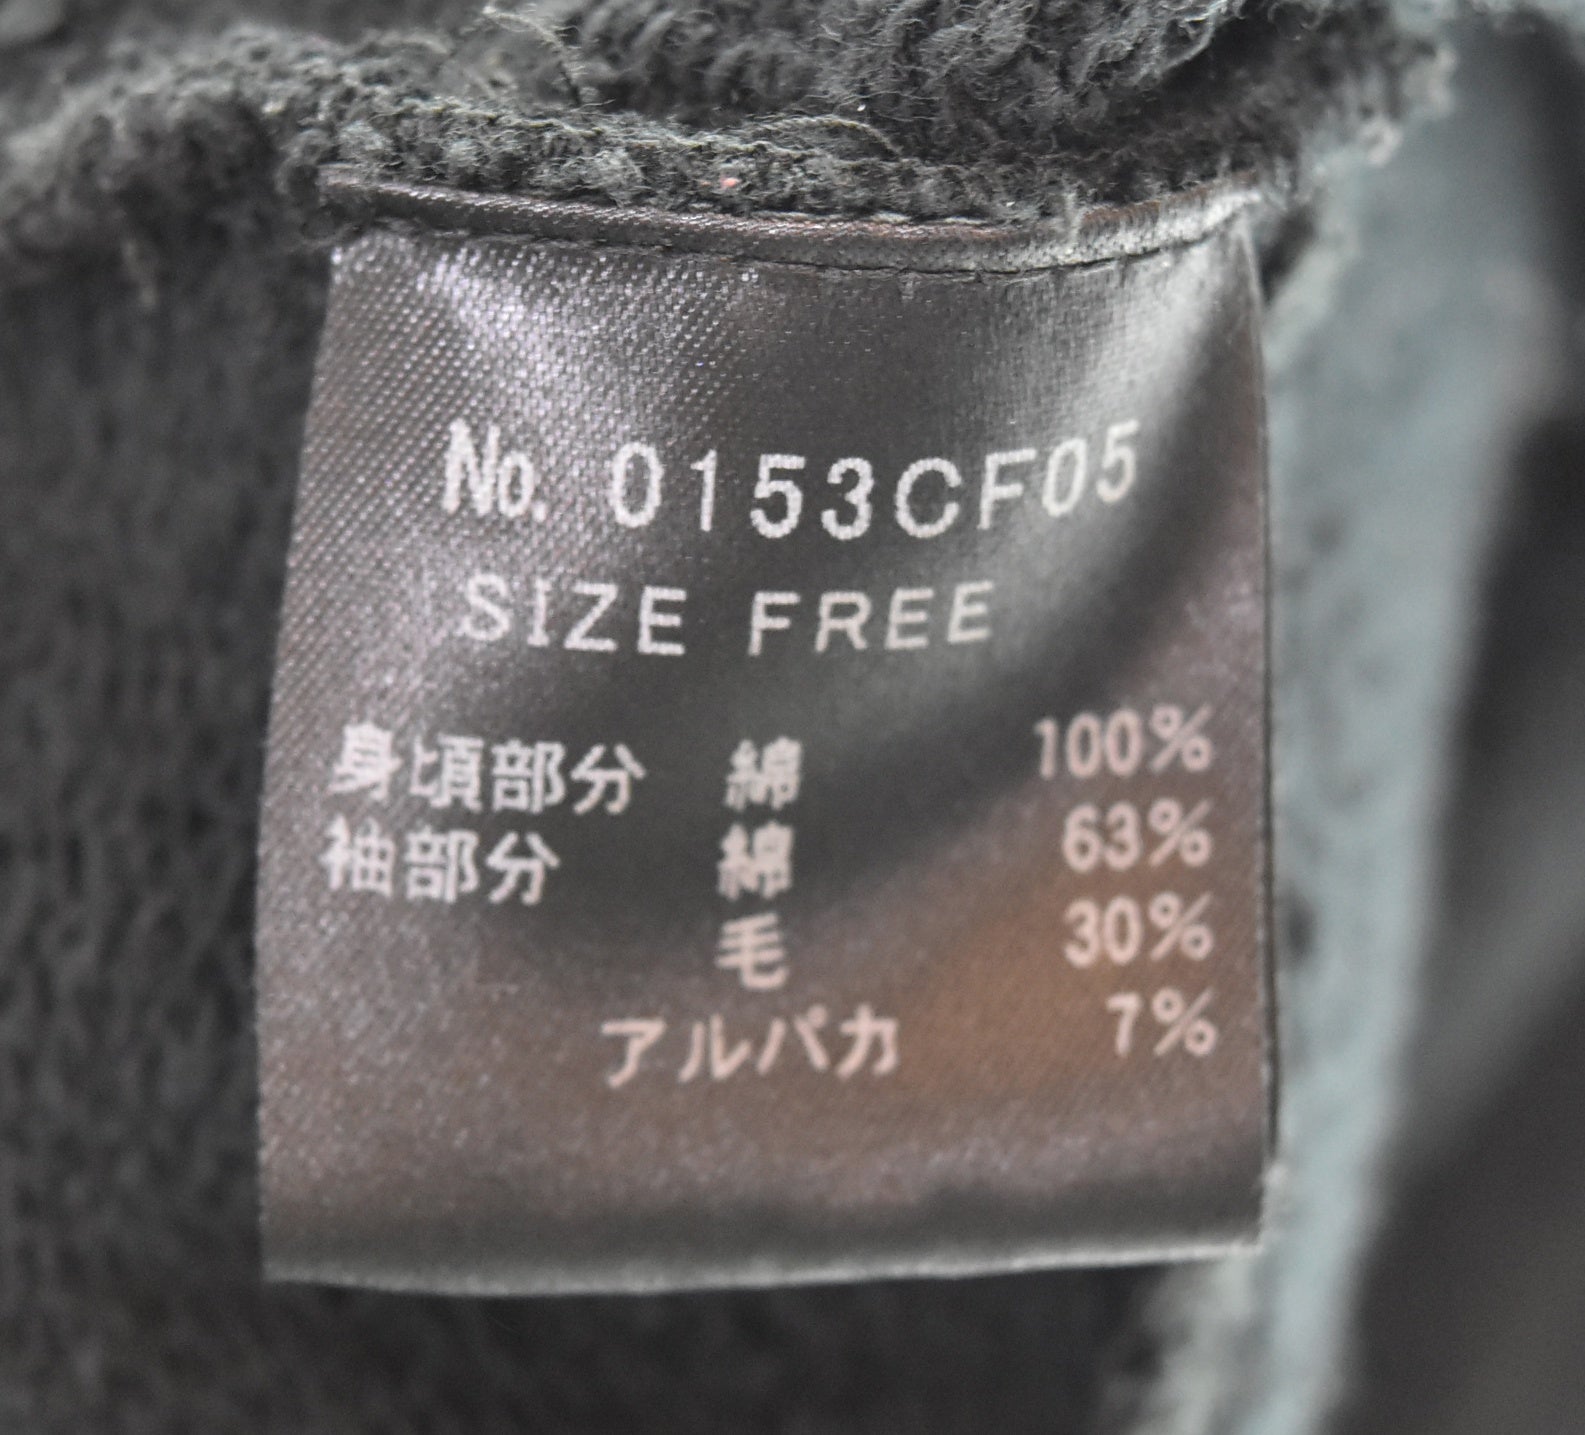 No. 0153CF05
SIZE FREE
身頃部分 綿 100%
袖部分 綿 63%
毛 30%
アルパカ 7%